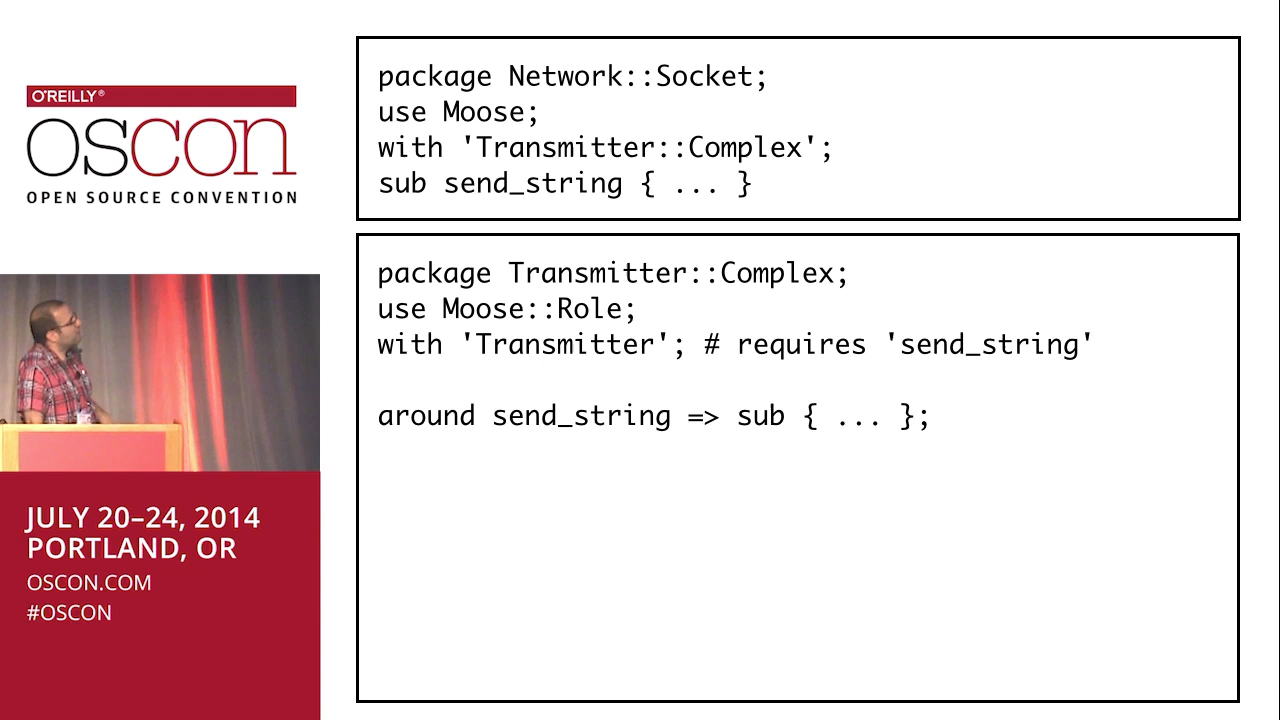 O'REILLY®
OSCON
OPEN SOURCE CONVENTION
JULY 20–24, 2014
PORTLAND, OR
OSCON.COM
#OSCON
package Network::Socket;
use Moose;
with 'Transmitter::Complex';
sub send_string { ... }
package Transmitter::Complex;
use Moose::Role;
with 'Transmitter'; # requires 'send_string'
around send_string => sub { ... };